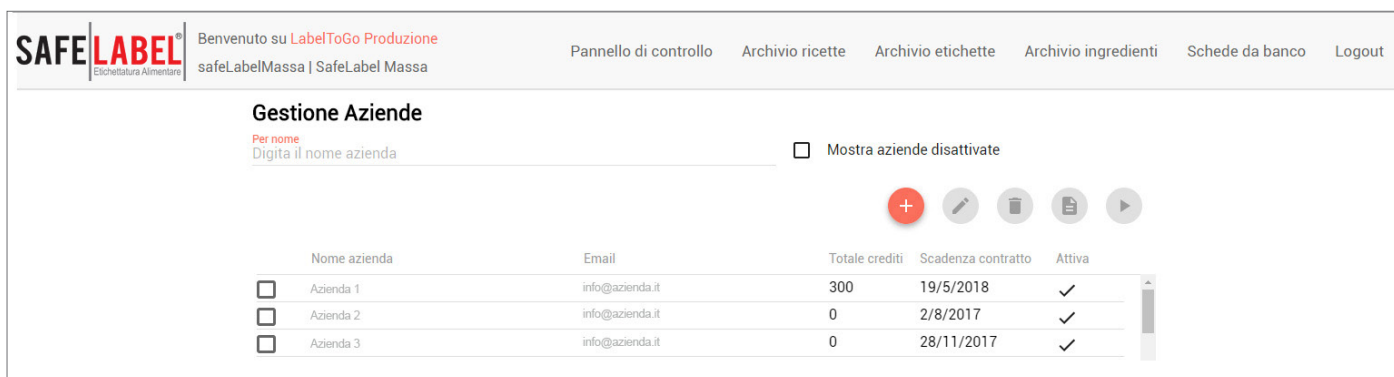 SAFE LABEL®
Etichettatura Alimentare
Benvenuto su LabelToGo Produzione
safeLabelMassa | SafeLabel Massa
Pannello di controllo Archivio ricette Archivio etichette Archivio ingredienti Schede da banco Logout
Gestione Aziende
Per nome
Digita il nome azienda
Mostra aziende disattivate
Nome azienda Email Totale crediti Scadenza contratto Attiva
Azienda 1 info@azienda.it 300 19/5/2018
Azienda 2 info@azienda.it 0 2/8/2017
Azienda 3 info@azienda.it 0 28/11/2017